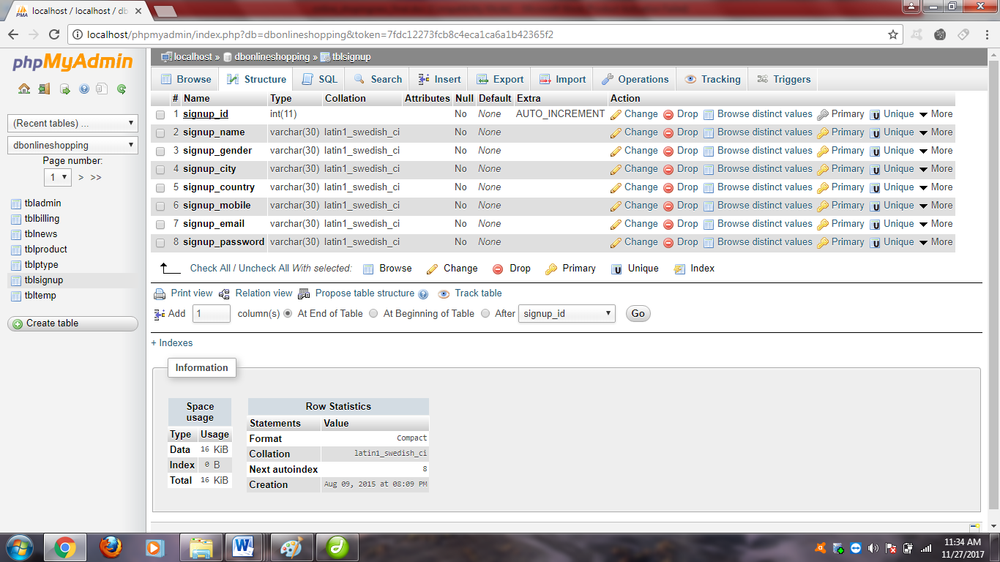 localhost / localhost / db
localhost/phpmyadmin/index.php?db=dbonlineshopping&token=7fdc12273fcb8c4eca1ca6a1b42365f2
phpMyAdmin
(Recent tables) ...
dbonlineshopping
Page number:
1 > >>
tbladmin
tblbilling
tblnews
tblproduct
tblptype
tblsignup
tbltemp
Create table
localhost » dbonlineshopping » tblsignup
Browse Structure SQL Search Insert Export Import Operations Tracking Triggers
# Name Type Collation Attributes Null Default Extra Action
1 signup_id int(11) No None AUTO_INCREMENT Change Drop Browse distinct values Primary Unique More
2 signup_name varchar(30) latin1_swedish_ci No None Change Drop Browse distinct values Primary Unique More
3 signup_gender varchar(30) latin1_swedish_ci No None Change Drop Browse distinct values Primary Unique More
4 signup_city varchar(30) latin1_swedish_ci No None Change Drop Browse distinct values Primary Unique More
5 signup_country varchar(30) latin1_swedish_ci No None Change Drop Browse distinct values Primary Unique More
6 signup_mobile varchar(30) latin1_swedish_ci No None Change Drop Browse distinct values Primary Unique More
7 signup_email varchar(30) latin1_swedish_ci No None Change Drop Browse distinct values Primary Unique More
8 signup_password varchar(30) latin1_swedish_ci No None Change Drop Browse distinct values Primary Unique More
Check All / Uncheck All With selected: Browse Change Drop Primary Unique Index
Print view Relation view Propose table structure Track table
Add 1 column(s) At End of Table At Beginning of Table After signup_id Go
+ Indexes
Information
Space
usage
Type Usage
Data 16 KiB
Index 0 B
Total 16 KiB
Row Statistics
Statements Value
Format Compact
Collation latin1_swedish_ci
Next autoindex 8
Creation Aug 09, 2015 at 08:09 PM
11:34 AM
11/27/2017